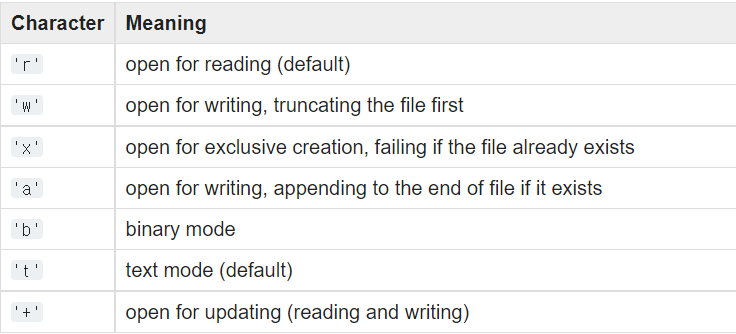 Character Meaning
'r' open for reading (default)
'w' open for writing, truncating the file first
'x' open for exclusive creation, failing if the file already exists
'a' open for writing, appending to the end of file if it exists
'b' binary mode
't' text mode (default)
'+' open for updating (reading and writing)